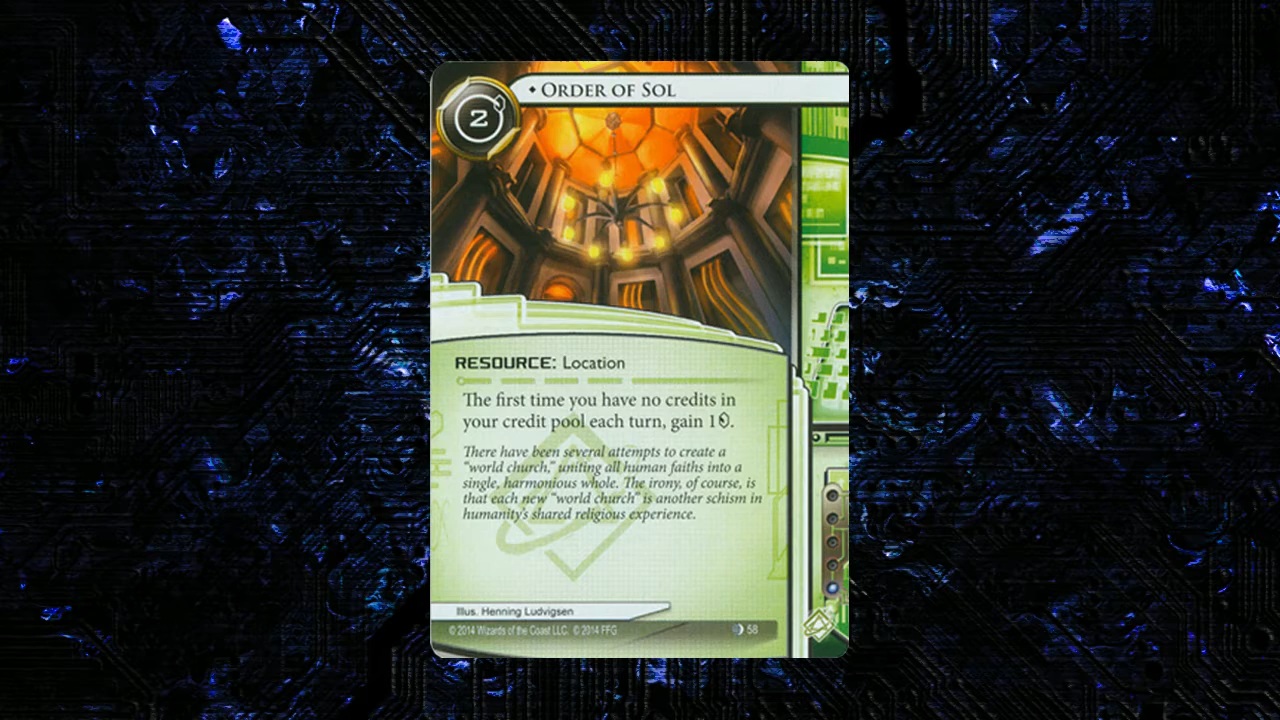 2
♦ Order of Sol
RESOURCE: Location
The first time you have no credits in
your credit pool each turn, gain 1.
There have been several attempts to create a
“world church,” uniting all human faiths into a
single, harmonious whole. The irony, of course, is
that each new “world church” is another schism in
humanity’s shared religious experience.
Illus. Henning Ludvigsen
© 2014 Wizards of the Coast LLC. © 2014 FFG
58